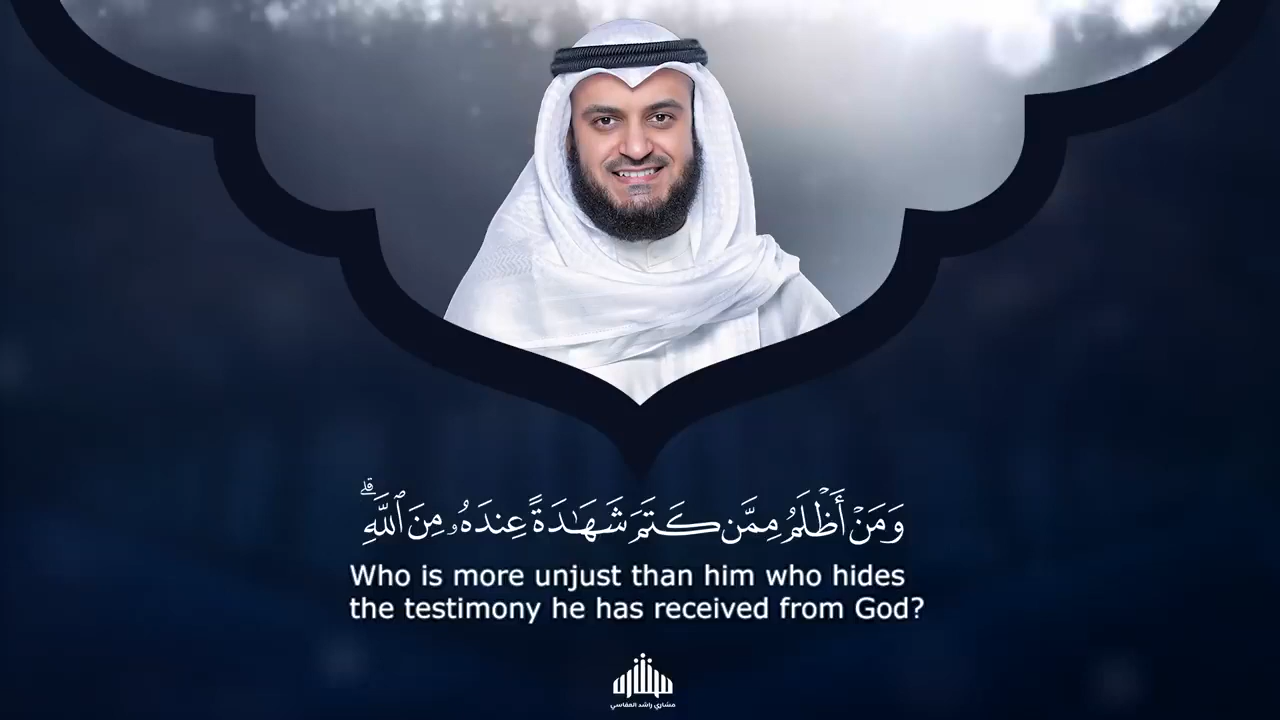 وَمَنْ أَظْلَمُ مِمَّن كَتَمَ شَهَٰدَةً عِندَهُۥ مِنَ ٱللَّهِ ۗ
Who is more unjust than him who hides
the testimony he has received from God?
مشاري راشد العفاسي